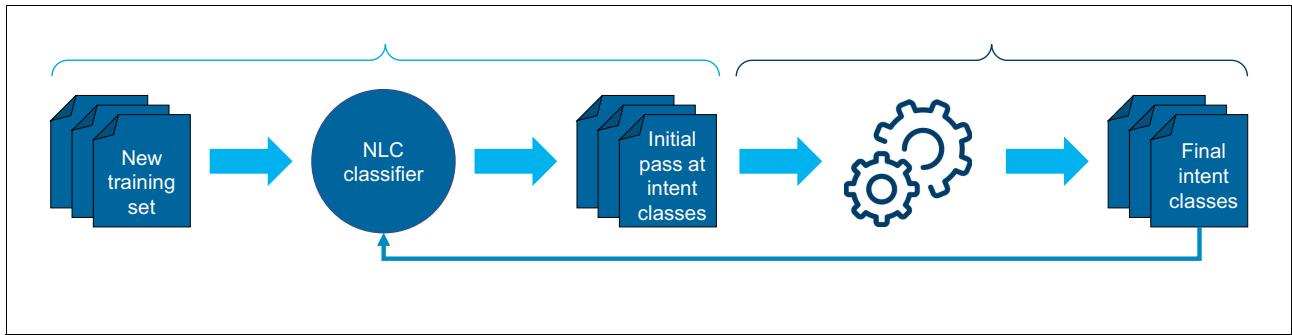 New
training
set
NLC
classifier
Initial
pass at
intent
classes
Final
intent
classes